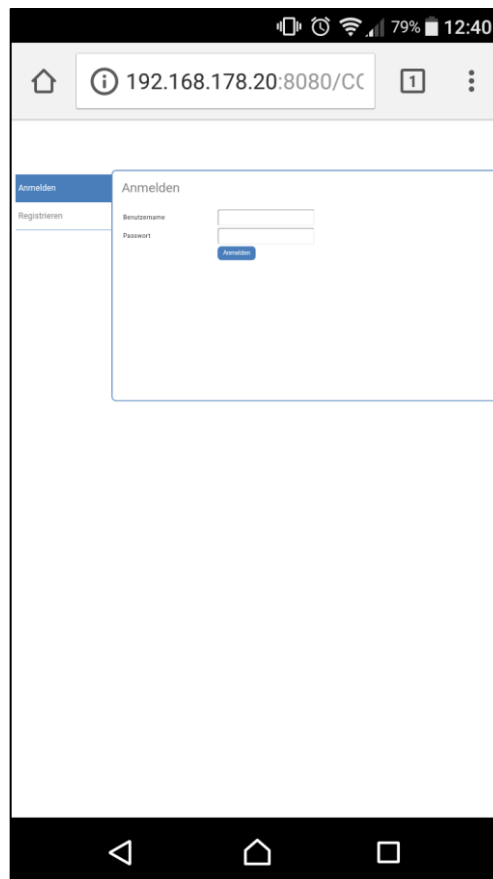 79% 12:40
192.168.178.20:8080/CC
1
Anmelden
Registrieren
Anmelden
Benutzername
Passwort
Anmelden